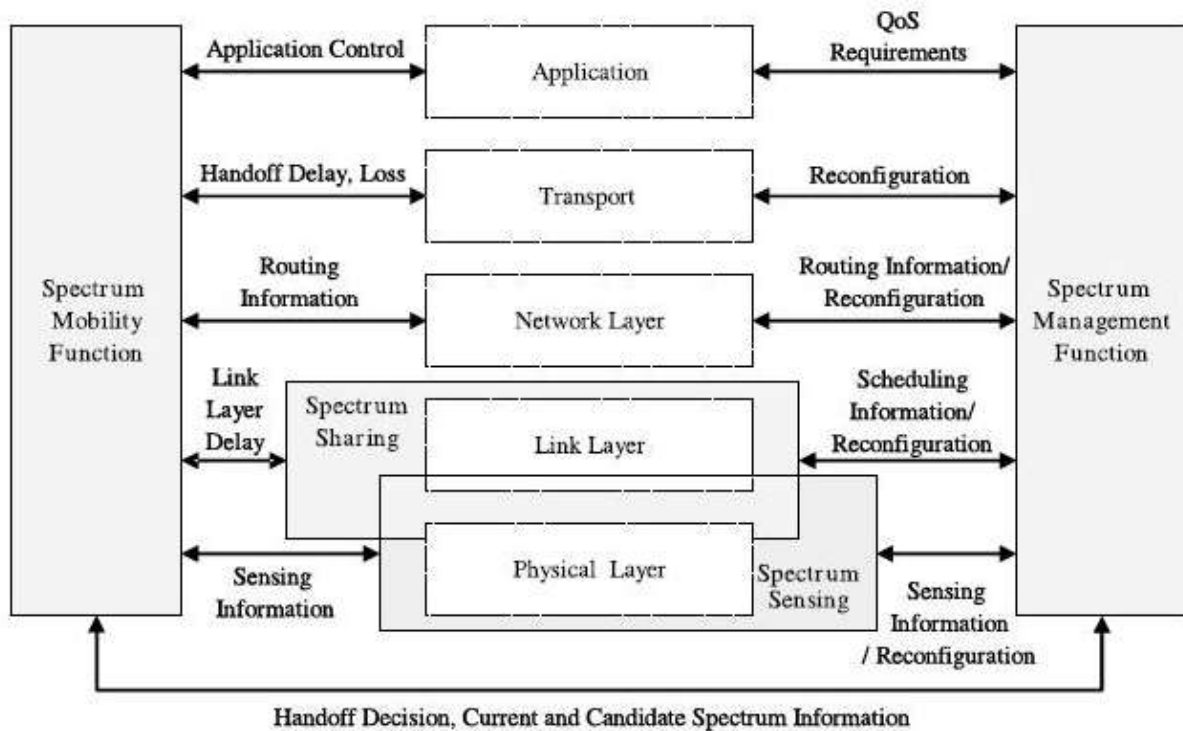 QoS
Requirements
Application Control
Application
Handoff Delay, Loss
Transport
Reconfiguration
Spectrum
Mobility
Function
Routing
Information
Network Layer
Routing Information/
Reconfiguration
Spectrum
Management
Function
Link
Layer
Delay
Spectrum
Sharing
Link Layer
Scheduling
Information/
Reconfiguration
Sensing
Information
Physical Layer
Spectrum
Sensing
Sensing
Information
/ Reconfiguration
Handoff Decision, Current and Candidate Spectrum Information